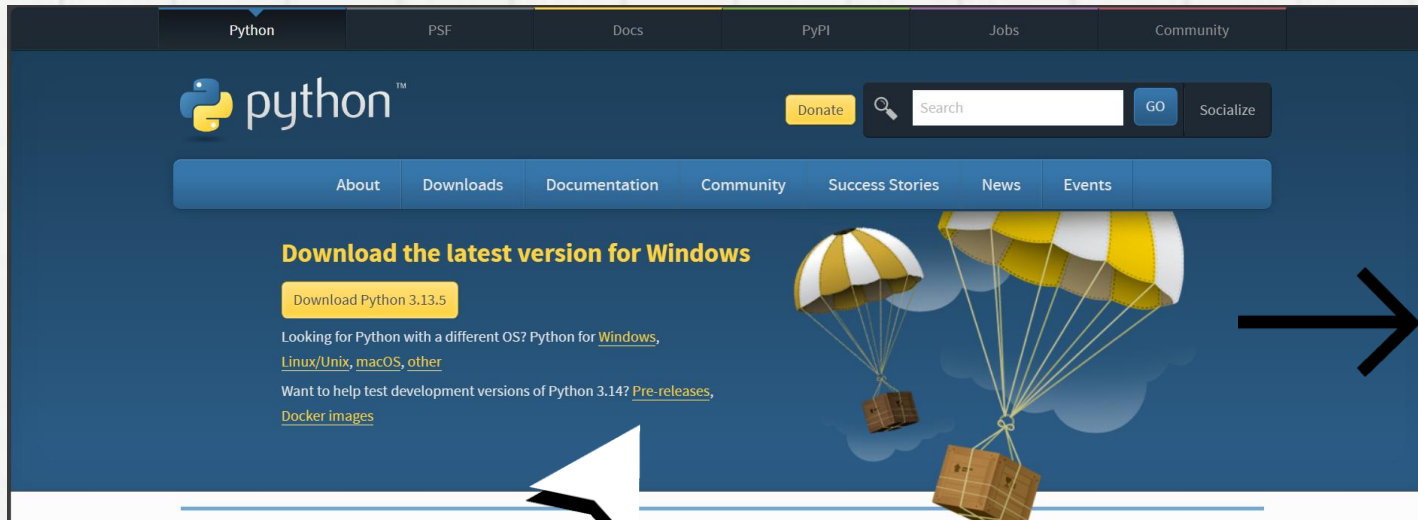 Python PSF Docs PyPI Jobs Community
python™ Donate Search GO Socialize
About Downloads Documentation Community Success Stories News Events
Download the latest version for Windows
Download Python 3.13.5
Looking for Python with a different OS? Python for Windows,
Linux/Unix, macOS, other
Want to help test development versions of Python 3.14? Pre-releases,
Docker images